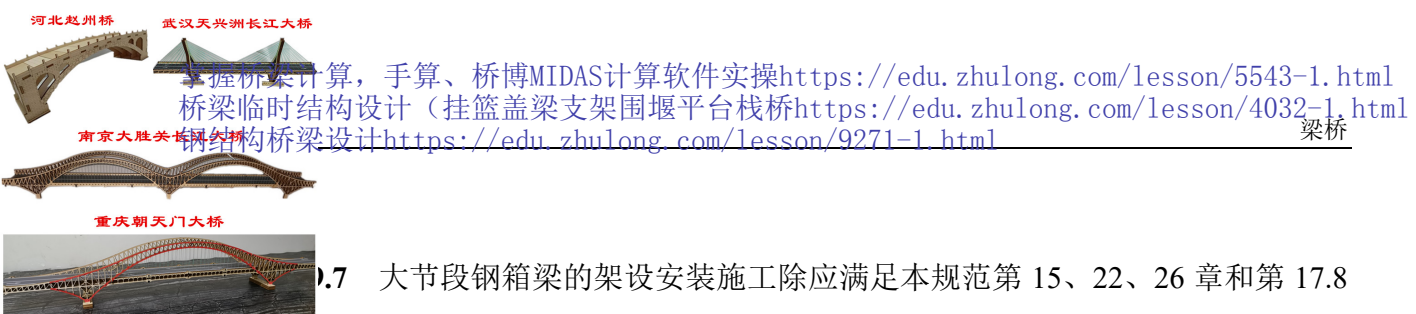 河北赵州桥
武汉天兴洲长江大桥
掌握桥梁计算，手算、桥博MIDAS计算软件实操https://edu.zhulong.com/lesson/5543-1.html
桥梁临时结构设计（挂篮盖梁支架围堰平台栈桥https://edu.zhulong.com/lesson/4032-1.html
钢结构桥梁设计https://edu.zhulong.com/lesson/9271-1.html
梁桥
南京大胜关长江大桥
重庆朝天门大桥
.7 大节段钢箱梁的架设安装施工除应满足本规范第 15、22、26 章和第 17.8